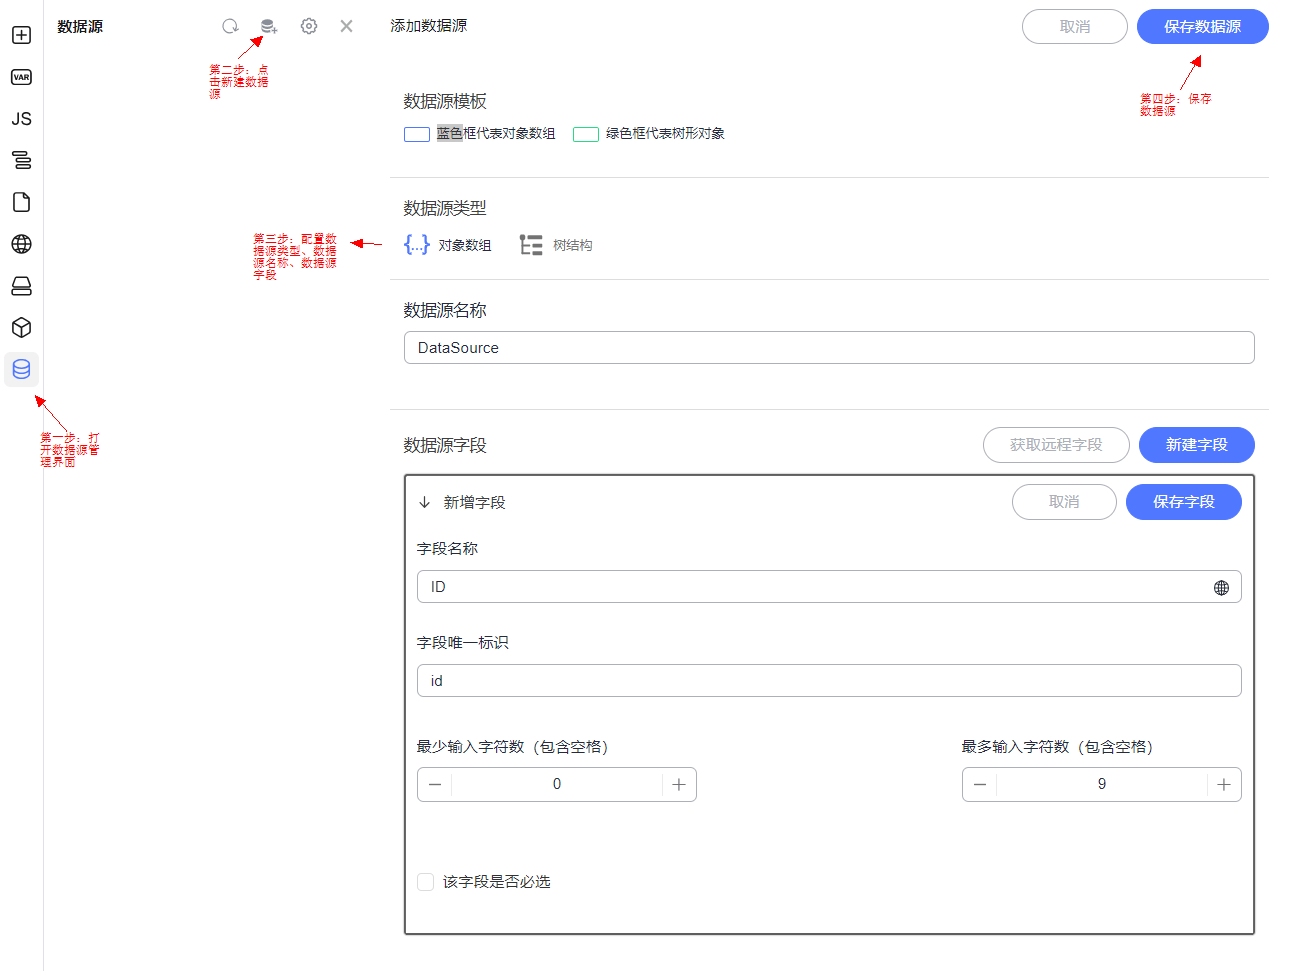 数据源
添加数据源
取消
保存数据源
VAR
JS
第二步：点
击新建数据
源
第四步：保存
数据源
数据源模板
蓝色框代表对象数组
绿色框代表树形对象
数据源类型
第三步：配置数
据源类型、数据
源名称、数据源
字段
{...}
对象数组
树结构
数据源名称
DataSource
第一步：打
开数据源管
理界面
数据源字段
获取远程字段
新建字段
新增字段
取消
保存字段
字段名称
ID
字段唯一标识
id
最少输入字符数（包含空格）
最多输入字符数（包含空格）
0
9
该字段是否必选